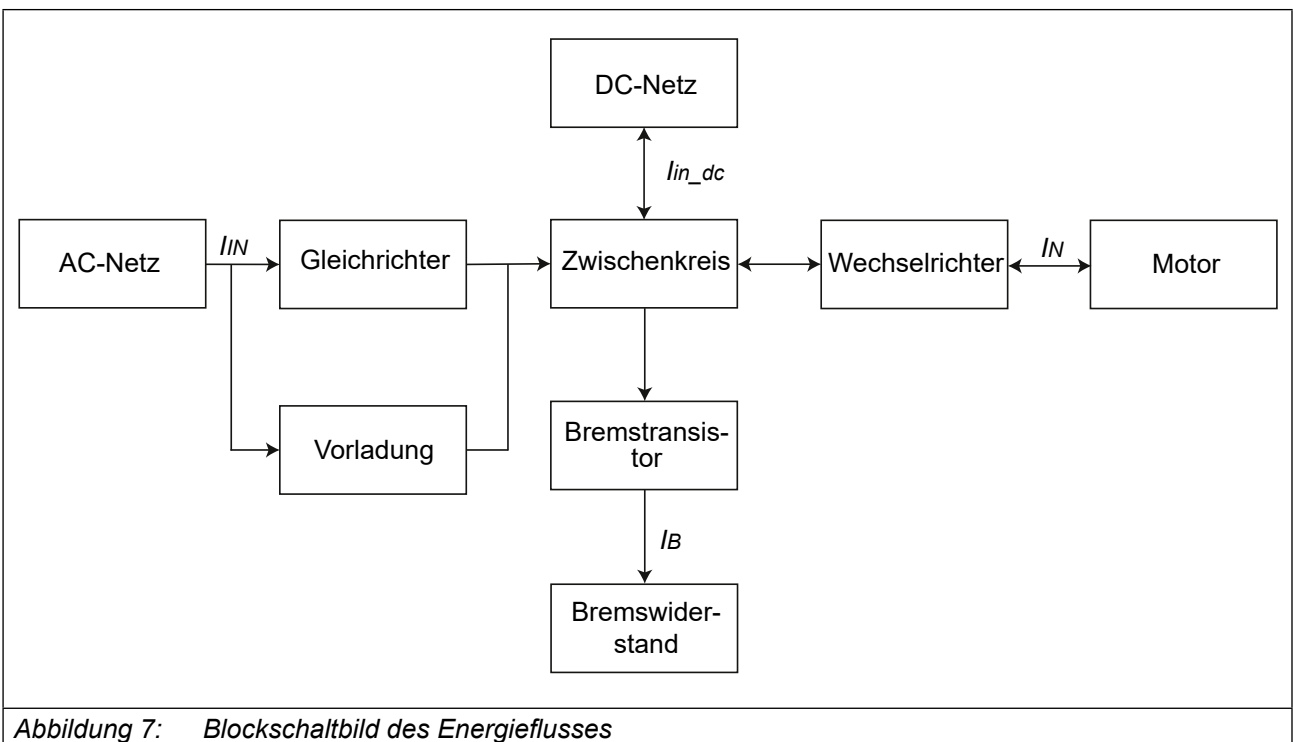 DC-Netz
Iin_dc
AC-Netz
IIN
Gleichrichter
Zwischenkreis
Wechselrichter
IN
Motor
Vorladung
Bremstransis-
tor
IB
Bremswider-
stand
Abbildung 7: Blockschaltbild des Energieflusses